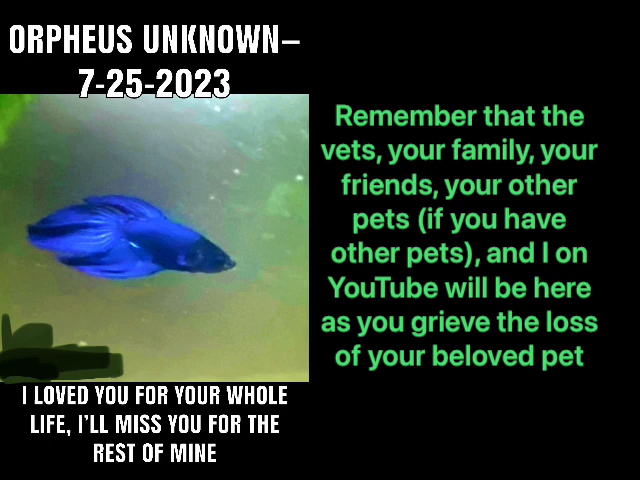 ORPHEUS UNKNOWN–
7-25-2023
I LOVED YOU FOR YOUR WHOLE
LIFE, I'LL MISS YOU FOR THE
REST OF MINE
Remember that the
vets, your family, your
friends, your other
pets (if you have
other pets), and I on
YouTube will be here
as you grieve the loss
of your beloved pet